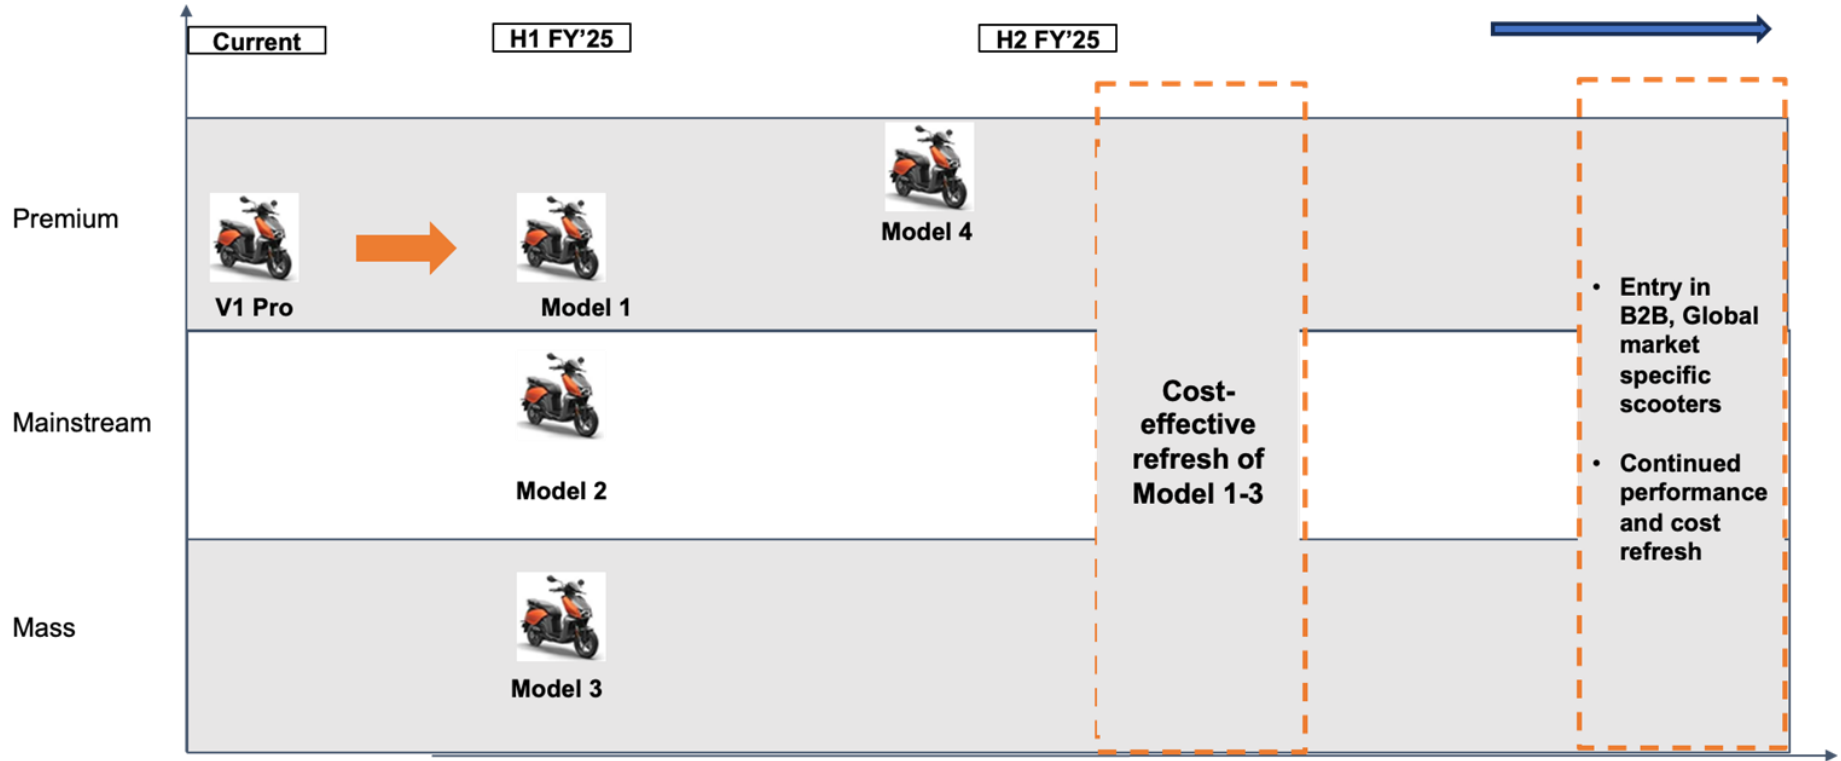 Current
H1 FY’25
H2 FY’25
Premium
V1 Pro
Model 1
Model 4
Mainstream
Model 2
Mass
Model 3
Cost-
effective
refresh of
Model 1-3
• Entry in
B2B, Global
market
specific
scooters
• Continued
performance
and cost
refresh